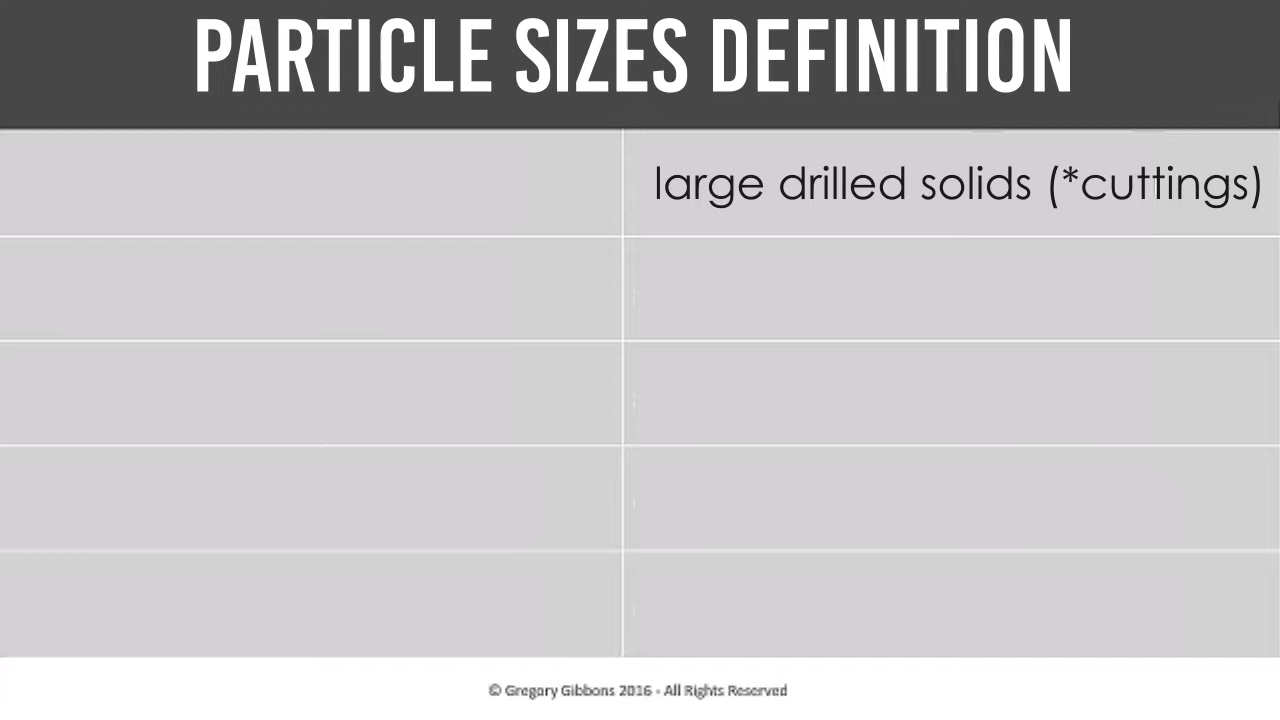 PARTICLE SIZES DEFINITION
large drilled solids (*cuttings)
© Gregory Gibbons 2016 - All Rights Reserved